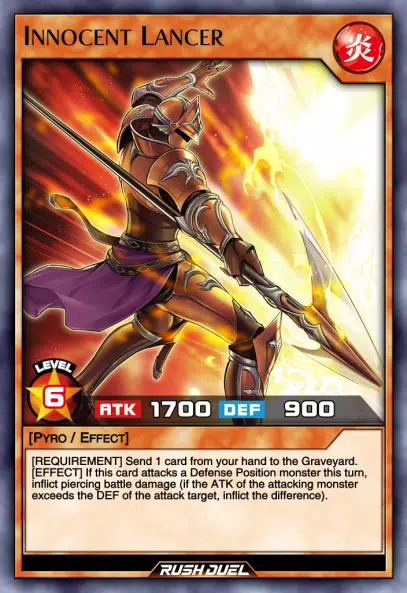 INNOCENT LANCER
炎
LEVEL
6
ATK 1700 DEF 900
[PYRO / EFFECT]
[REQUIREMENT] Send 1 card from your hand to the Graveyard.
[EFFECT] If this card attacks a Defense Position monster this turn,
inflict piercing battle damage (if the ATK of the attacking monster
exceeds the DEF of the attack target, inflict the difference).
RUSH DUEL